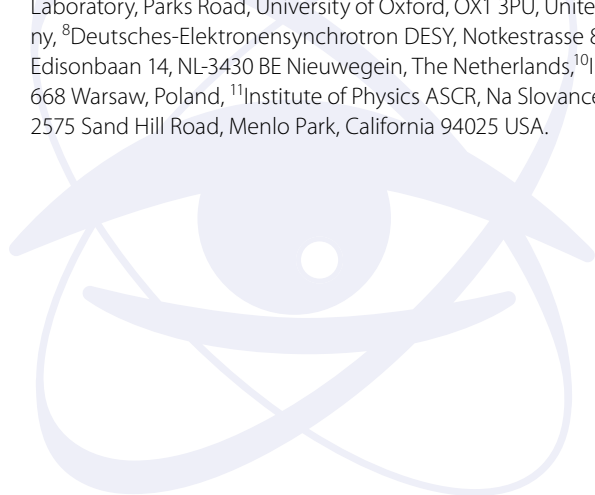 Laboratory, Parks Road, University of Oxford, OX1 3PU, Unite
ny, ⁸Deutsches-Elektronensynchrotron DESY, Notkestrasse 8
Edisonbaan 14, NL-3430 BE Nieuwegein, The Netherlands,¹⁰I
668 Warsaw, Poland, ¹¹Institute of Physics ASCR, Na Slovance
2575 Sand Hill Road, Menlo Park, California 94025 USA.